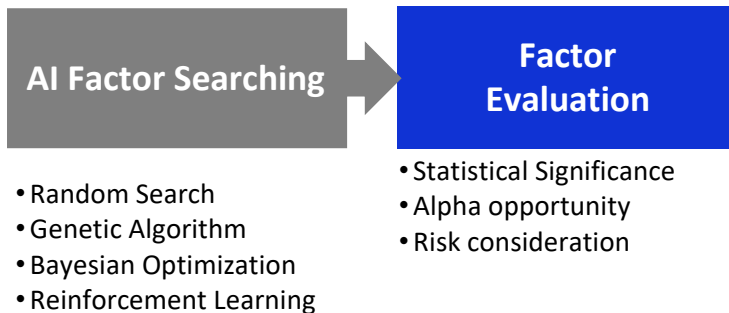 AI Factor Searching
Factor
Evaluation
• Random Search
• Genetic Algorithm
• Bayesian Optimization
• Reinforcement Learning
• Statistical Significance
• Alpha opportunity
• Risk consideration